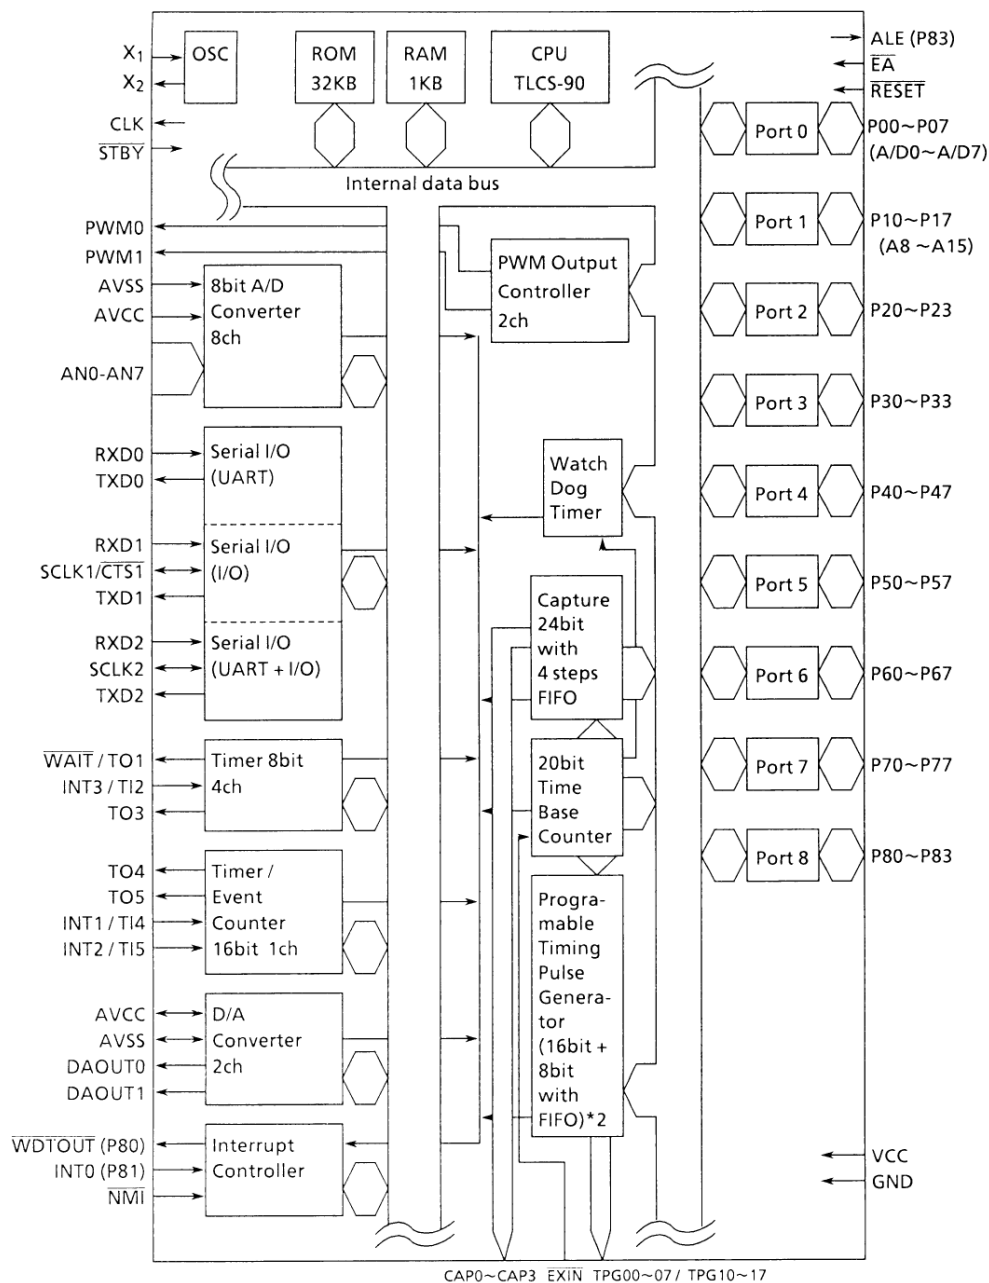 X1
X2
CLK
STBY
OSC
ROM
32KB
RAM
1KB
CPU
TLCS-90
Internal data bus
ALE (P83)
EA
RESET
Port 0
P00~P07
(A/D0~A/D7)
Port 1
P10~P17
(A8 ~A15)
Port 2
P20~P23
Port 3
P30~P33
Port 4
P40~P47
Port 5
P50~P57
Port 6
P60~P67
Port 7
P70~P77
Port 8
P80~P83
VCC
GND
PWM0
PWM1
AVSS
AVCC
AN0-AN7
8bit A/D
Converter
8ch
PWM Output
Controller
2ch
RXD0
TXD0
Serial I/O
(UART)
RXD1
SCLK1/CTS1
TXD1
Serial I/O
(I/O)
RXD2
SCLK2
TXD2
Serial I/O
(UART + I/O)
Watch
Dog
Timer
Capture
24bit
with
4 steps
FIFO
20bit
Time
Base
Counter
Progra-
mable
Timing
Pulse
Genera-
tor
(16bit +
8bit
with
FIFO)*2
WAIT / TO1
INT3 / TI2
TO3
Timer 8bit
4ch
TO4
TO5
INT1 / TI4
INT2 / TI5
Timer /
Event
Counter
16bit 1ch
AVCC
AVSS
DAOUT0
DAOUT1
D/A
Converter
2ch
WDTOUT (P80)
INT0 (P81)
NMI
Interrupt
Controller
CAP0~CAP3 EXIN TPG00~07 / TPG10~17